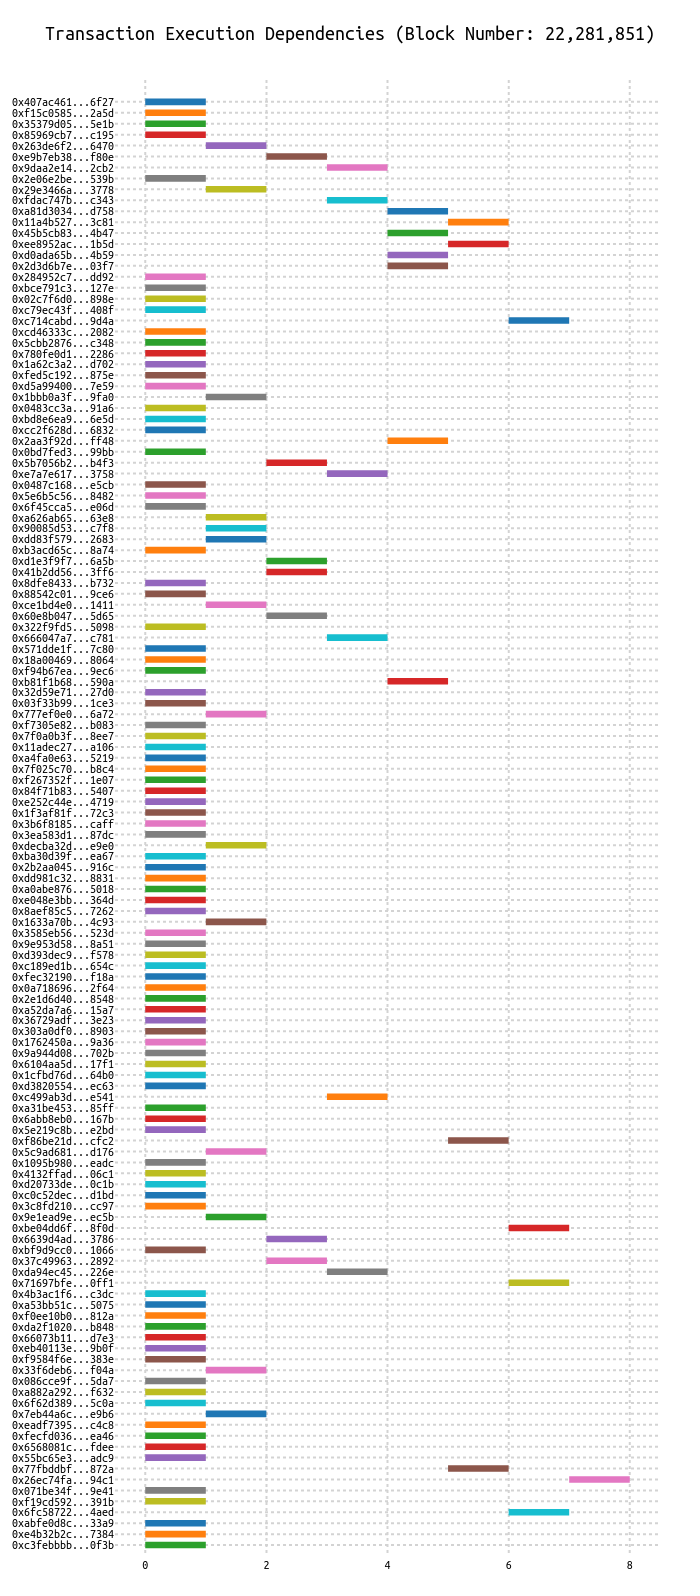 Transaction Execution Dependencies (Block Number: 22,281,851)
0x407ac461...6f27
0xf15c0585...2a5d
0x35379d05...5e1b
0x85969cb7...c195
0x263de6f2...6470
0xe9b7eb38...f80e
0x9daa2e14...2cb2
0x2e06e2be...539b
0x29e3466a...3778
0xfdac747b...c343
0xa81d3034...d758
0x11a4b527...3c81
0x45b5cb83...4b47
0xee8952ac...1b5d
0xd0ada65b...4b59
0x2d3d6b7e...03f7
0x284952c7...dd92
0xbce791c3...127e
0x02c7f6d0...898e
0xc79ec43f...408f
0xc714cabd...9d4a
0xcd46333c...2082
0x5cbb2876...c348
0x780fe0d1...2286
0x1a62c3a2...d702
0xfed5c192...875e
0xd5a99400...7e59
0x1bbb0a3f...9fa0
0x0483cc3a...91a6
0xbd8e6ea9...6e5d
0xcc2f628d...6832
0x2aa3f92d...ff48
0x0bd7fed3...99bb
0x5b7056b2...b4f3
0xe7a7e617...3758
0x0487c168...e5cb
0x5e6b5c56...8482
0x6f45cca5...e06d
0xa626ab65...63e8
0x90085d53...c7f8
0xdd83f579...2683
0xb3acd65c...8a74
0xd1e3f9f7...6a5b
0x41b2dd56...3ff6
0x8dfe8433...b732
0x88542c01...9ce6
0xce1bd4e0...1411
0x60e8b047...5d65
0x322f9fd5...5098
0x666047a7...c781
0x571dde1f...7c80
0x18a00469...8064
0xf94b67ea...9ec6
0xb81f1b68...590a
0x32d59e71...27d0
0x03f33b99...1ce3
0x777ef0e0...6a72
0xf7305e82...b083
0x7f0a0b3f...8ee7
0x11adec27...a106
0xa4fa0e63...5219
0x7f025c70...b8c4
0xf267352f...1e07
0x84f71b83...5407
0xe252c44e...4719
0x1f3af81f...72c3
0x3b6f8185...caff
0x3ea583d1...87dc
0xdecba32d...e9e0
0xba30d39f...ea67
0x2b2aa045...916c
0xdd981c32...8831
0xa0abe876...5018
0xe048e3bb...364d
0x8aef85c5...7262
0x1633a70b...4c93
0x3585eb56...523d
0x9e953d58...8a51
0xd393dec9...f578
0xc189ed1b...654c
0xfec32190...f18a
0x0a718696...2f64
0x2e1d6d40...8548
0xa52da7a6...15a7
0x36729adf...3e23
0x303a0df0...8903
0x1762450a...9a36
0x9a944d08...702b
0x6104aa5d...17f1
0x1cfbd76d...64b0
0xd3820554...ec63
0xc499ab3d...e541
0xa31be453...85ff
0x6abb8eb0...167b
0x5e219c8b...e2bd
0xf86be21d...cfc2
0x5c9ad681...d176
0x1095b980...eadc
0x4132ffad...06c1
0xd20733de...0c1b
0xc0c52dec...d1bd
0x3c8fd210...cc97
0x9e1ead9e...ec5b
0xbe04dd6f...8f0d
0x6639d4ad...3786
0xbf9d9cc0...1066
0x37c49963...2892
0xda94ec45...226e
0x71697bfe...0ff1
0x4b3ac1f6...c3dc
0xa53bb51c...5075
0xf0ee10b0...812a
0xda2f1020...b848
0x66073b11...d7e3
0xeb40113e...9b0f
0xf9584f6e...383e
0x33f6deb6...f04a
0x086cce9f...5da7
0xa882a292...f632
0x6f62d389...5c0a
0x7eb44a6c...e9b6
0xeadf7395...c4c8
0xfecfd036...ea46
0x6568081c...fdee
0x55bc65e3...adc9
0x77fbddbf...872a
0x26ec74fa...94c1
0x071be34f...9e41
0xf19cd592...391b
0x6fc58722...4aed
0xabfe0d8c...33a9
0xe4b32b2c...7384
0xc3febbbb...0f3b
0 2 4 6 8